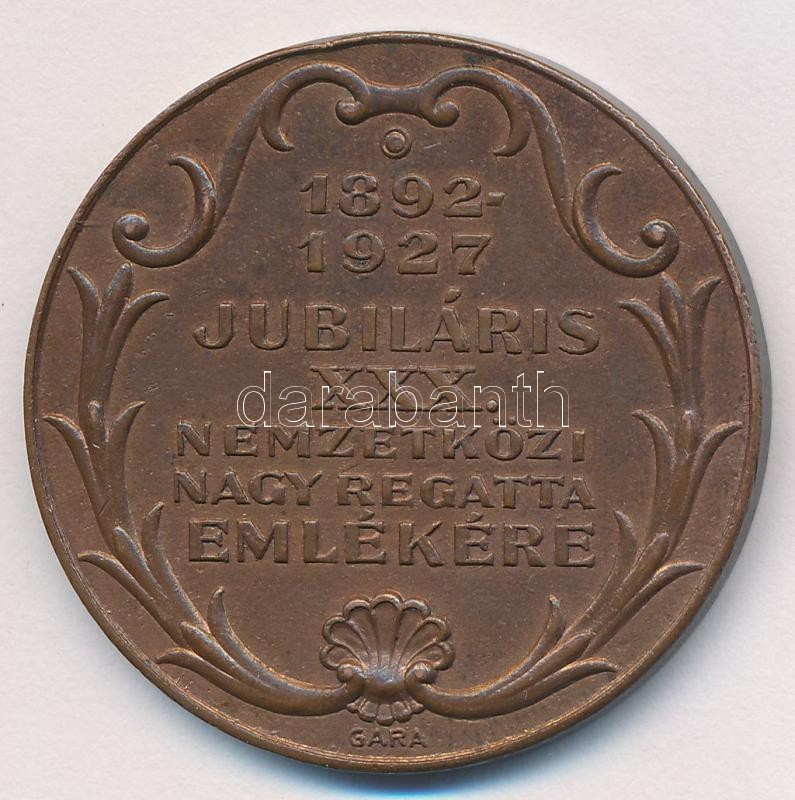 1892-
1927
JUBILÁRIS
XXX.
darabanth
NEMZETKÖZI
NAGY REGATTA
EMLÉKÉRE
GARA